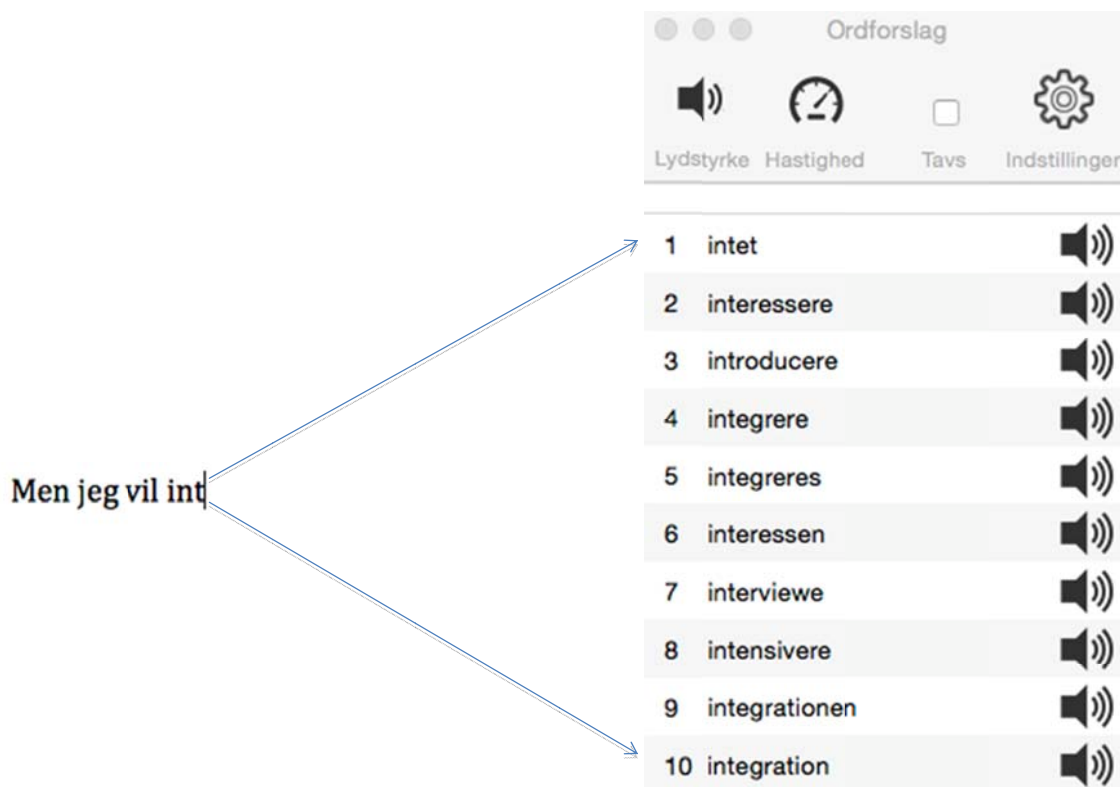 Ordforslag
Lydstyrke Hastighed Tavs Indstillinger
1 intet
2 interessere
3 introducere
4 integrere
5 integreres
Men jeg vil int
6 interessen
7 interviewe
8 intensivere
9 integrationen
10 integration